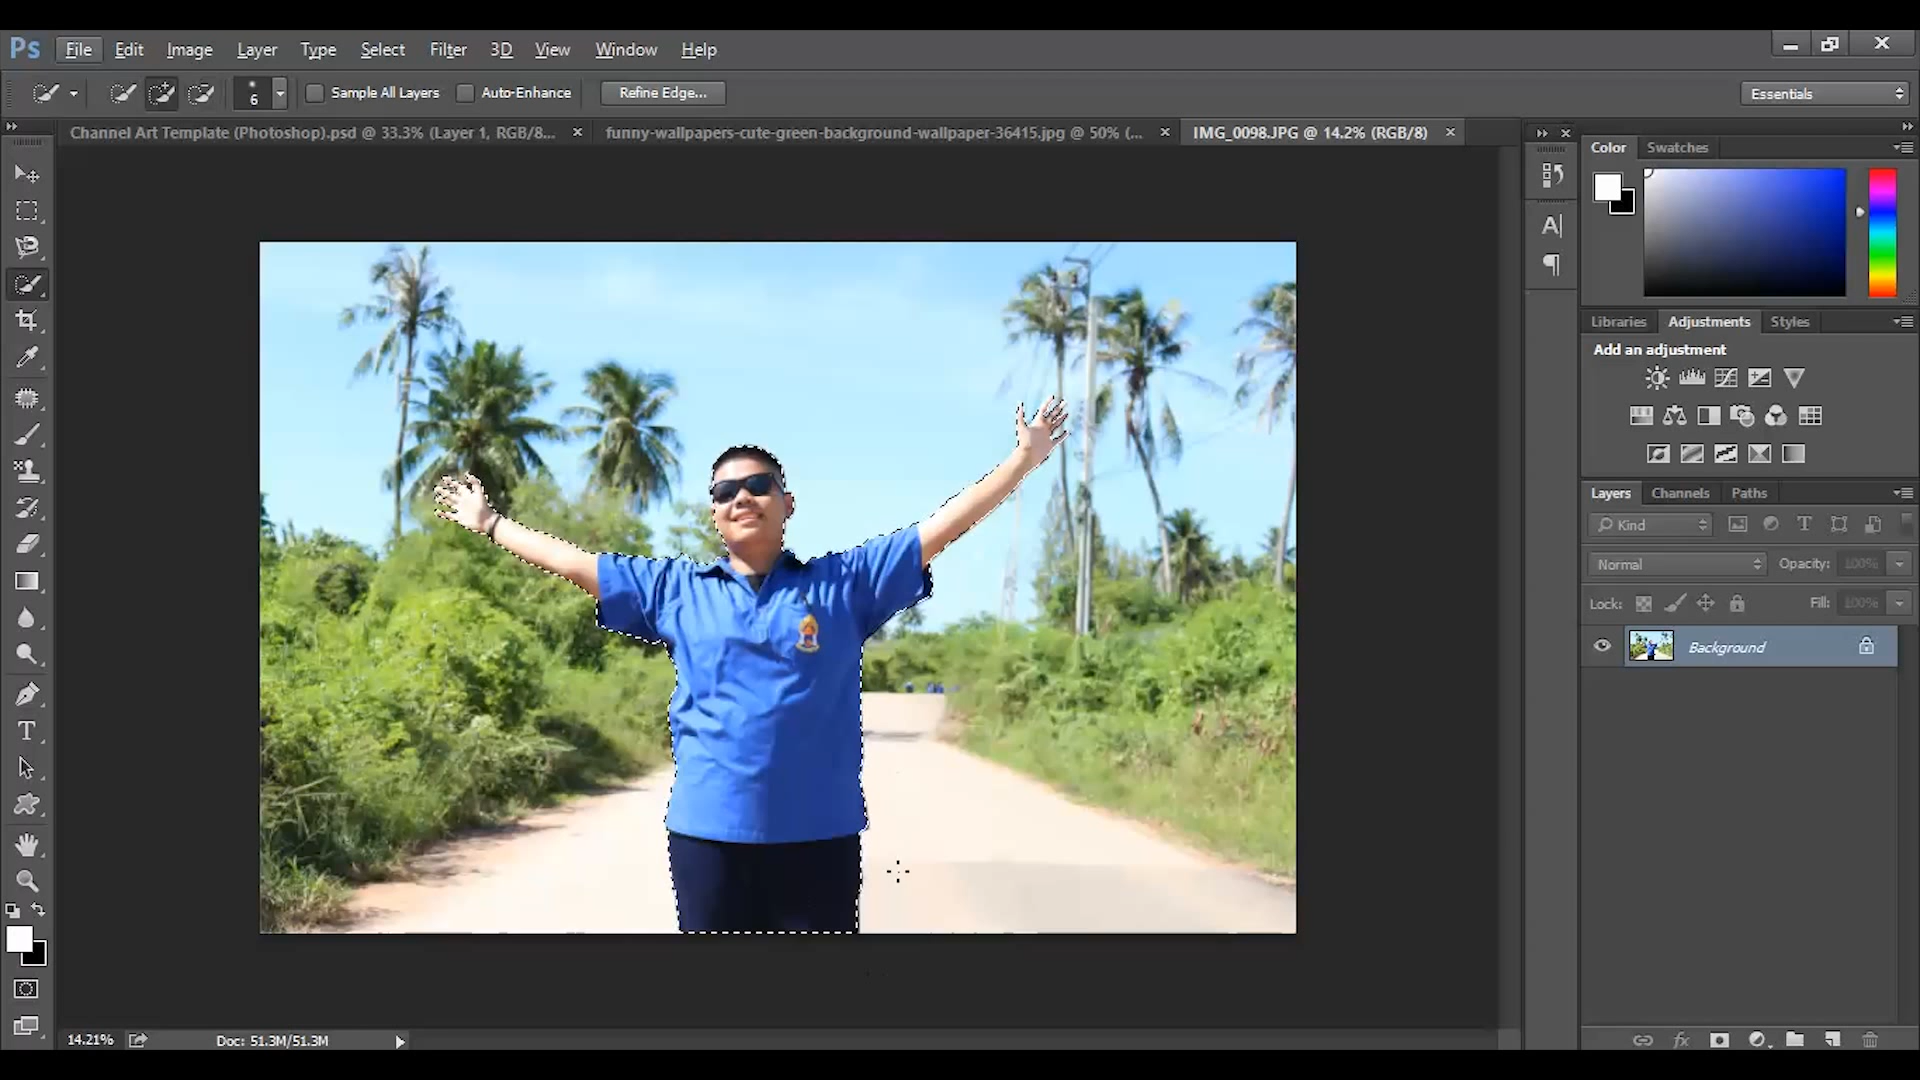 Ps File Edit Image Layer Type Select Filter 3D View Window Help
6 Sample All Layers Auto-Enhance Refine Edge... Essentials
Channel Art Template (Photoshop).psd @ 33.3% (Layer 1, RGB/8... × funny-wallpapers-cute-green-background-wallpaper-36415.jpg @ 50% (... × IMG_0098.JPG @ 14.2% (RGB/8) ×
Color Swatches
Libraries Adjustments Styles
Add an adjustment
Layers Channels Paths
Kind
Normal Opacity: 100%
Lock: Fill: 100%
Background
14.21% Doc: 51.3M/51.3M